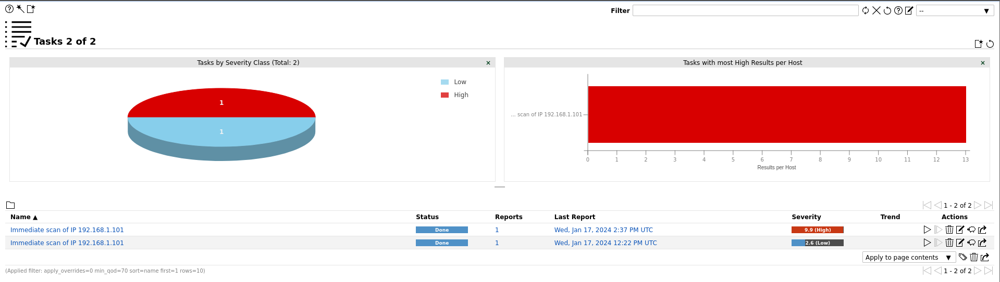 Filter
--
Tasks 2 of 2
Tasks by Severity Class (Total: 2) ×
Low
High
1
1
Tasks with most High Results per Host ×
... scan of IP 192.168.1.101
0 1 2 3 4 5 6 7 8 9 10 11 12 13
Results per Host
1 - 2 of 2
Name ▲ Status Reports Last Report Severity Trend Actions
Immediate scan of IP 192.168.1.101 Done 1 Wed, Jan 17, 2024 2:37 PM UTC 9.9 (High)
Immediate scan of IP 192.168.1.101 Done 1 Wed, Jan 17, 2024 12:22 PM UTC 2.6 (Low)
Apply to page contents ▼
(Applied filter: apply_overrides=0 min_qod=70 sort=name first=1 rows=10)
1 - 2 of 2